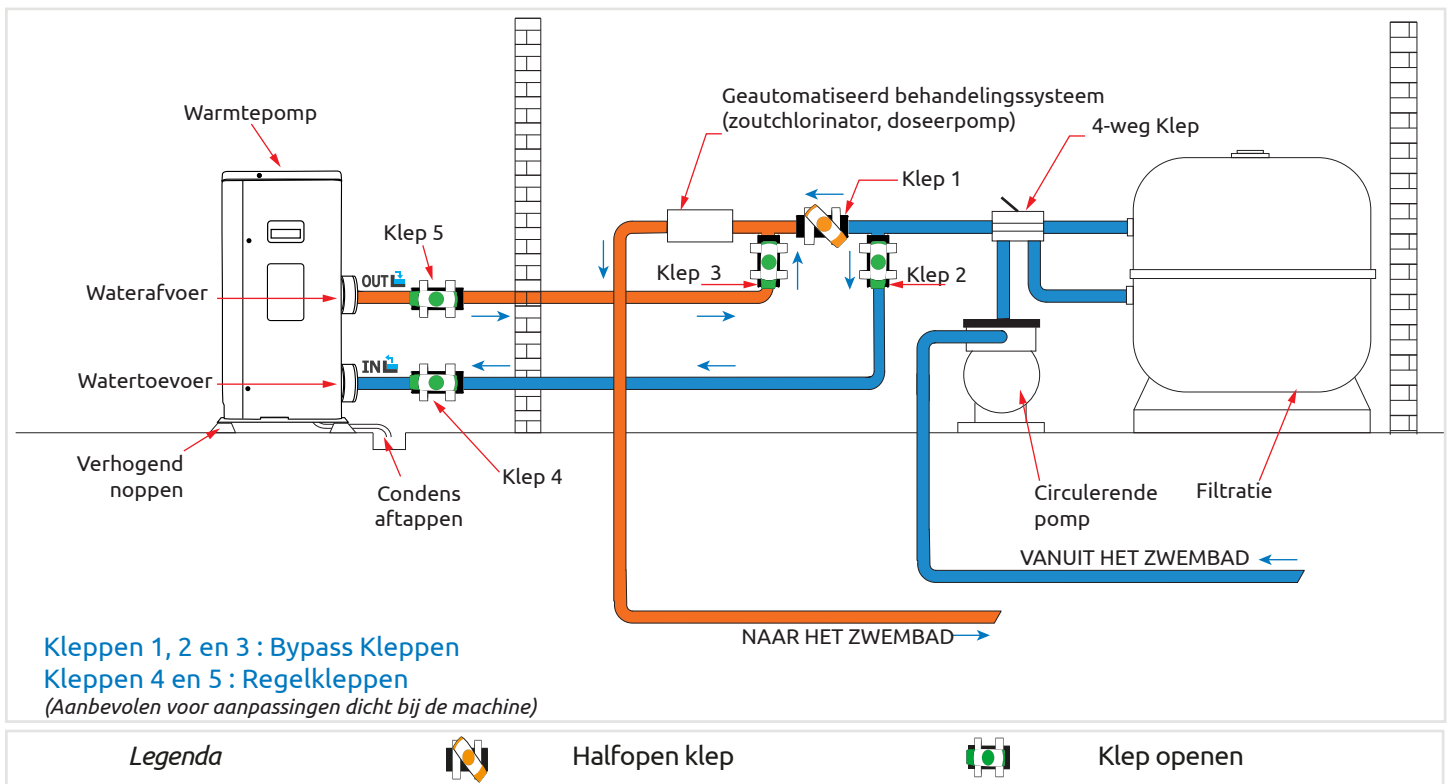 Warmtepomp
Geautomatiseerd behandelingssysteem
(zoutchlorinator, doseerpomp)
4-weg Klep
Klep 1
Klep 5
Klep 3
Klep 2
OUT
Waterafvoer
IN
Watertoevoer
Verhogend
noppen
Condens
aftappen
Klep 4
Circulerende
pomp
Filtratie
VANUIT HET ZWEMBAD
NAAR HET ZWEMBAD
Kleppen 1, 2 en 3 : Bypass Kleppen
Kleppen 4 en 5 : Regelkleppen
(Aanbevolen voor aanpassingen dicht bij de machine)
Legenda
Halfopen klep
Klep openen